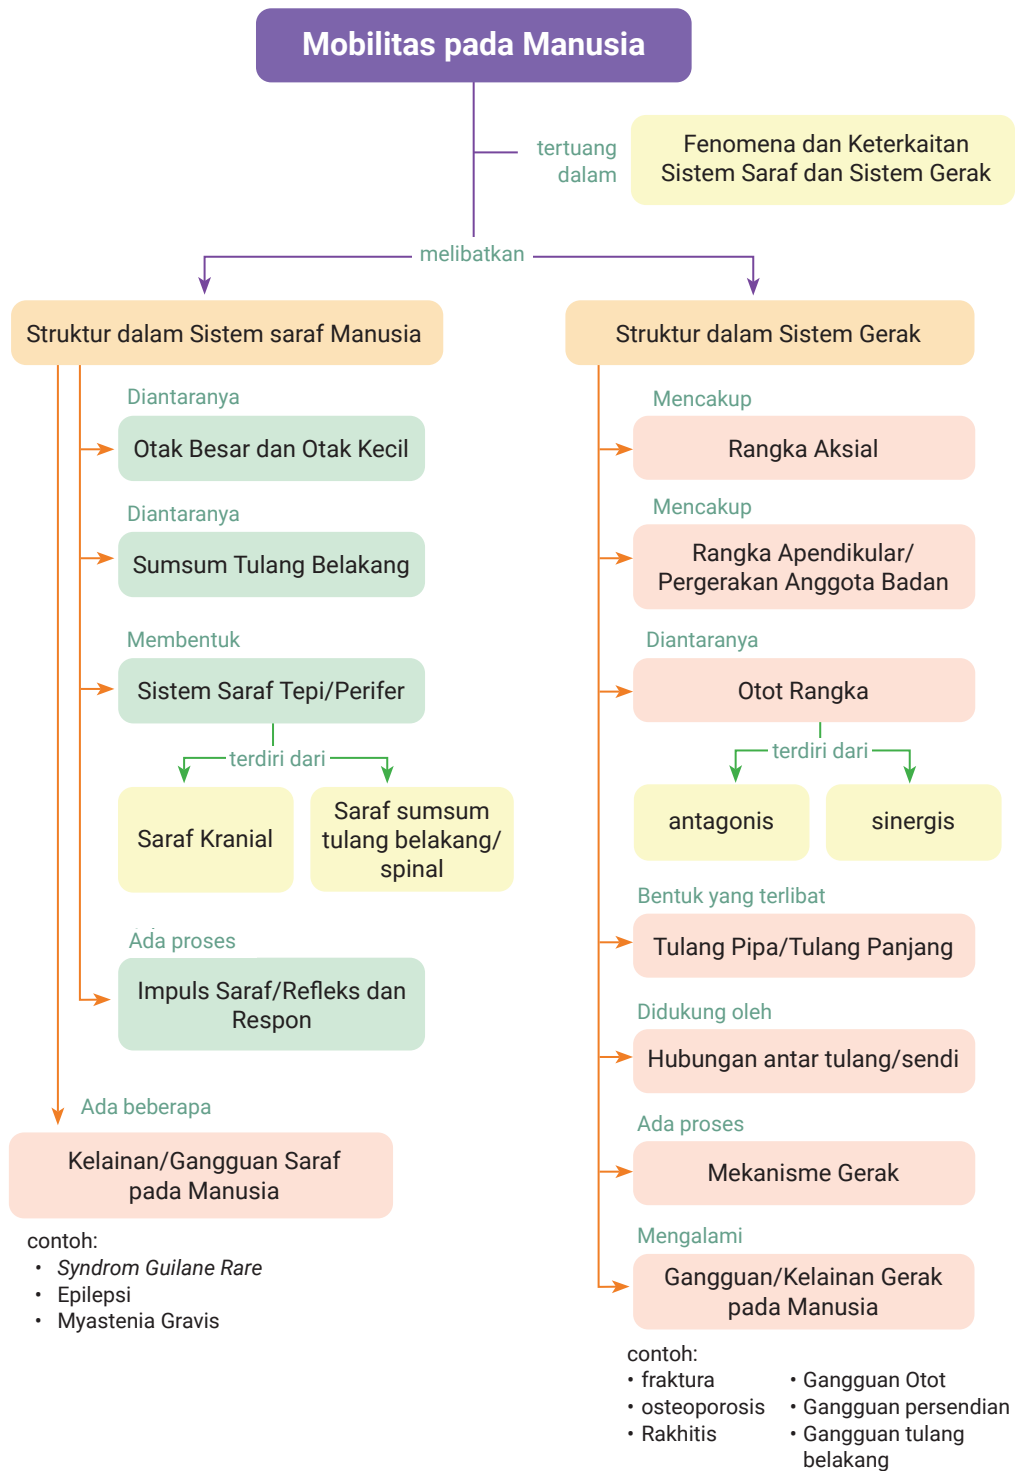 Mobilitas pada Manusia
tertuang
dalam
Fenomena dan Keterkaitan
Sistem Saraf dan Sistem Gerak
melibatkan
Struktur dalam Sistem saraf Manusia
Diantaranya
Otak Besar dan Otak Kecil
Diantaranya
Sumsum Tulang Belakang
Membentuk
Sistem Saraf Tepi/Perifer
terdiri dari
Saraf Kranial
Saraf sumsum
tulang belakang/
spinal
Ada proses
Impuls Saraf/Refleks dan
Respon
Ada beberapa
Kelainan/Gangguan Saraf
pada Manusia
contoh:
• Syndrom Guilane Rare
• Epilepsi
• Myastenia Gravis
Struktur dalam Sistem Gerak
Mencakup
Rangka Aksial
Mencakup
Rangka Apendikular/
Pergerakan Anggota Badan
Diantaranya
Otot Rangka
terdiri dari
antagonis
sinergis
Bentuk yang terlibat
Tulang Pipa/Tulang Panjang
Didukung oleh
Hubungan antar tulang/sendi
Ada proses
Mekanisme Gerak
Mengalami
Gangguan/Kelainan Gerak
pada Manusia
contoh:
• fraktura
• osteoporosis
• Rakhitis
• Gangguan Otot
• Gangguan persendian
• Gangguan tulang
belakang